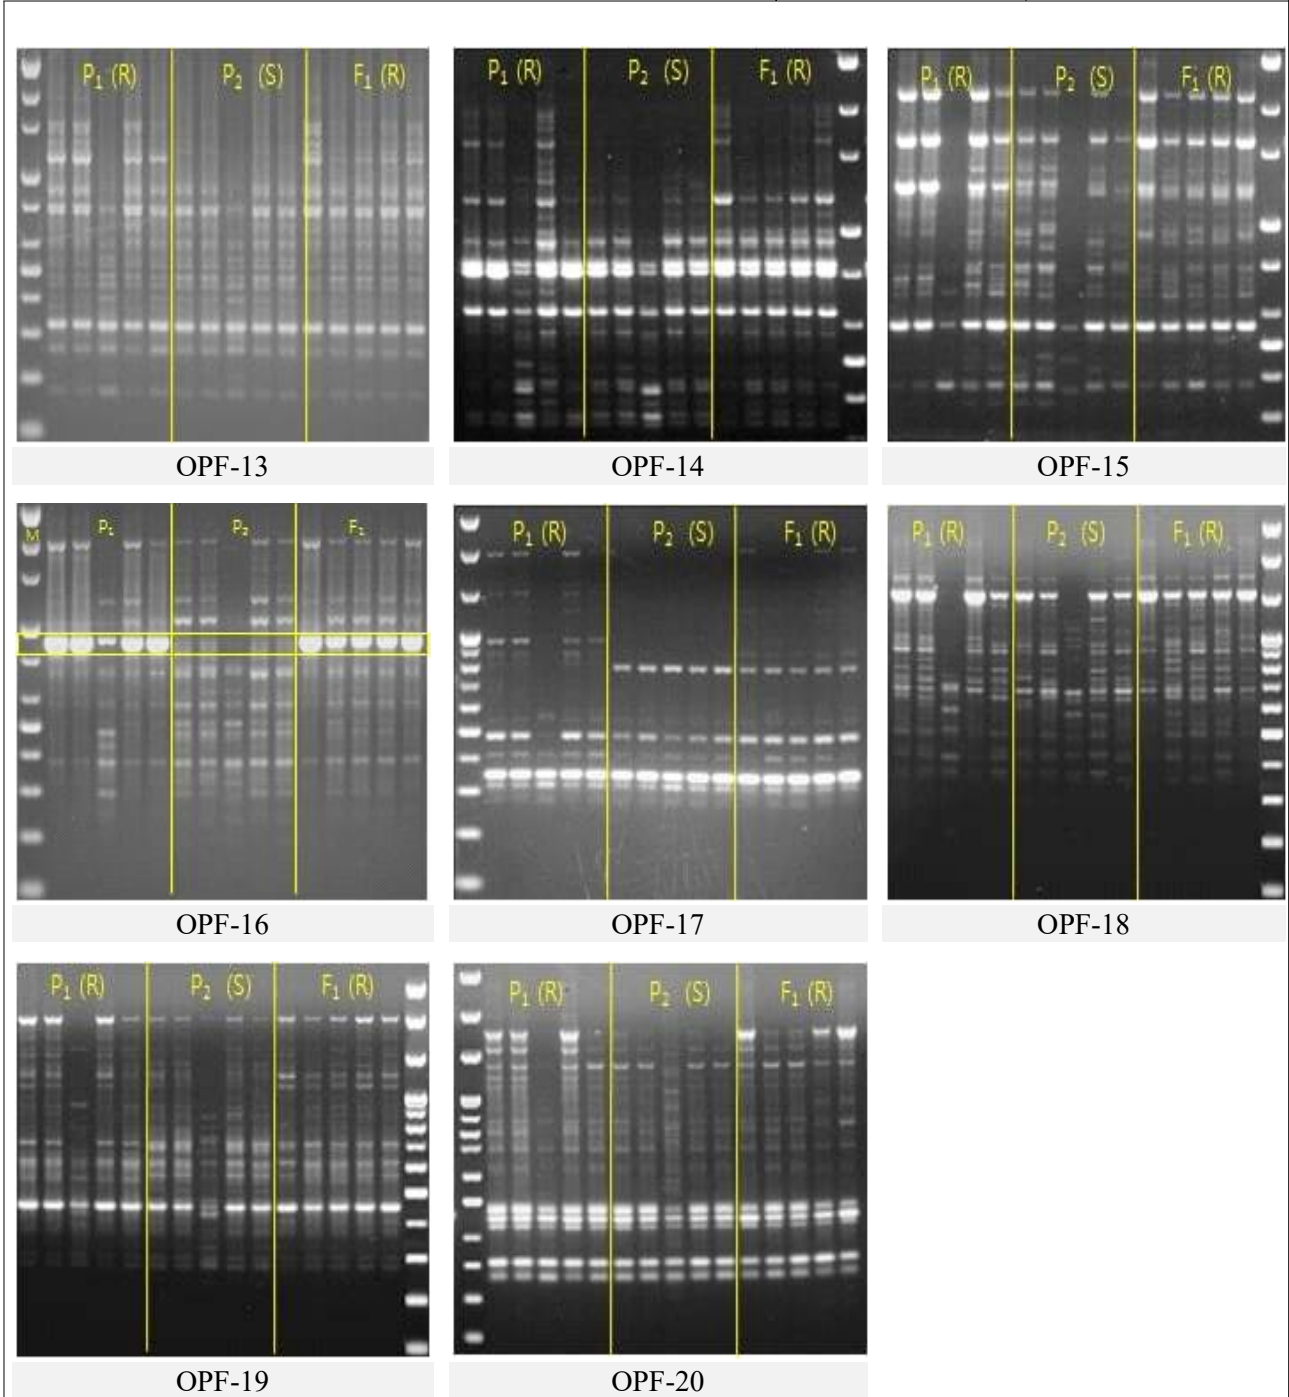 P₁ (R) P₂ (S) F₁ (R)
P₁ (R) P₂ (S) F₁ (R)
P₁ (R) P₂ (S) F₁ (R)
OPF-13
OPF-14
OPF-15
M P₁ P₂ F₁
P₁ (R) P₂ (S) F₁ (R)
P₁ (R) P₂ (S) F₁ (R)
OPF-16
OPF-17
OPF-18
P₁ (R) P₂ (S) F₁ (R)
P₁ (R) P₂ (S) F₁ (R)
OPF-19
OPF-20